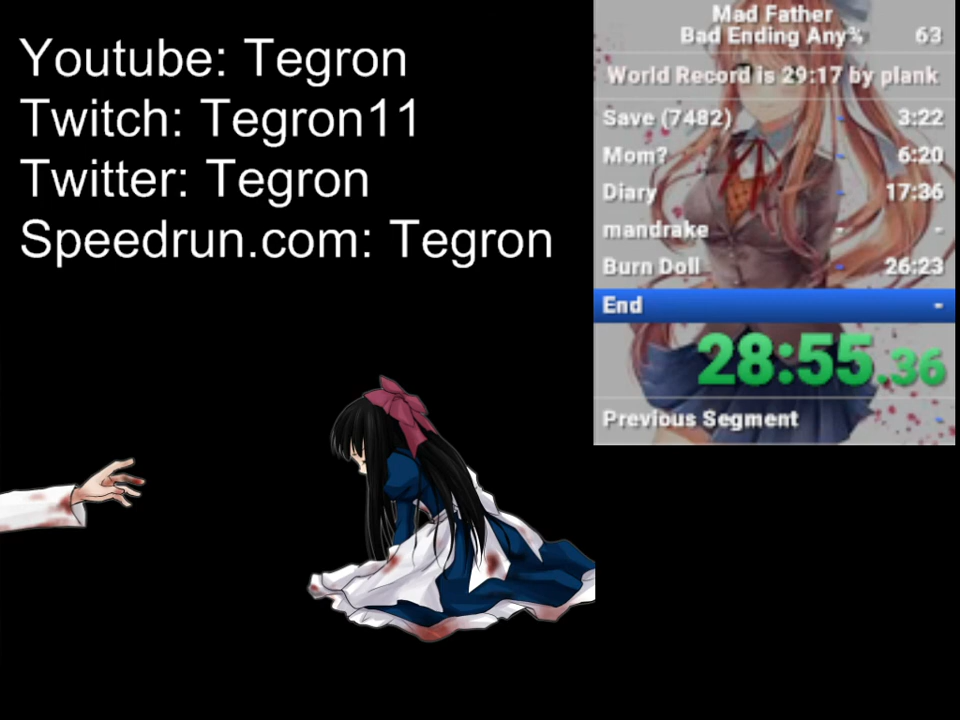 Youtube: Tegron
Twitch: Tegron11
Twitter: Tegron
Speedrun.com: Tegron
Mad Father
Bad Ending Any% 63
World Record is 29:17 by plank
Save (7482) - 3:22
Mom? - 6:20
Diary - 17:36
mandrake - -
Burn Doll - 26:23
End -
28:55.36
Previous Segment -